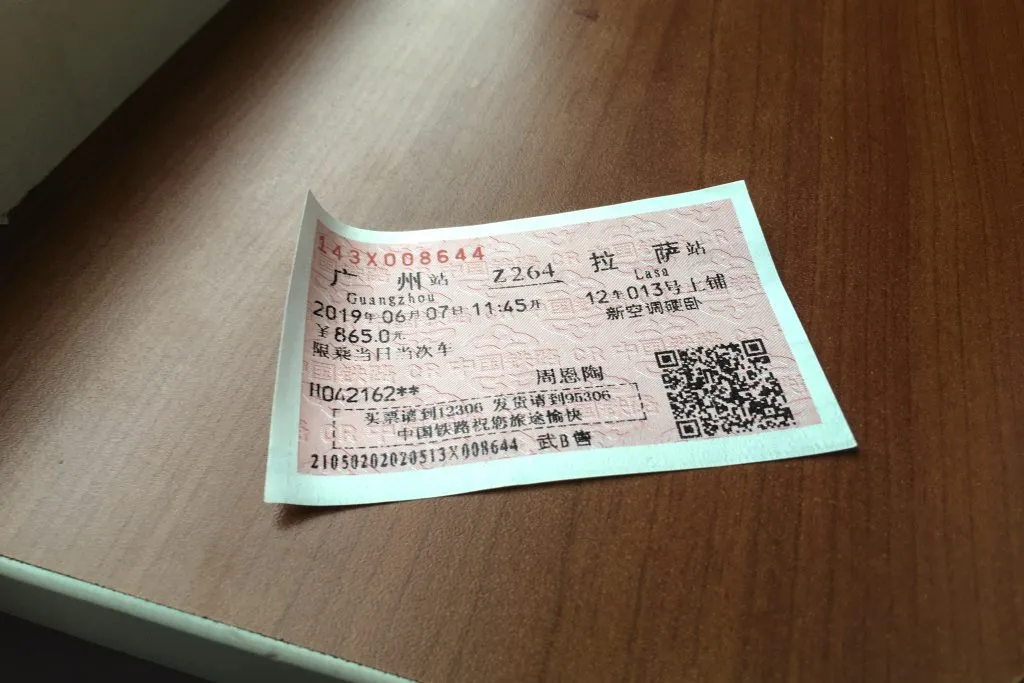 143X008644
广州站 Z264 拉萨站
Guangzhou Lasa
2019年06月07日 11:45开 12车013号上铺
￥865.0元 新空调硬卧
限乘当日当次车
周恩陶
H042162**
买票请到12306 发货请到95306
中国铁路祝您旅途愉快
21050202020513X008644 武B售